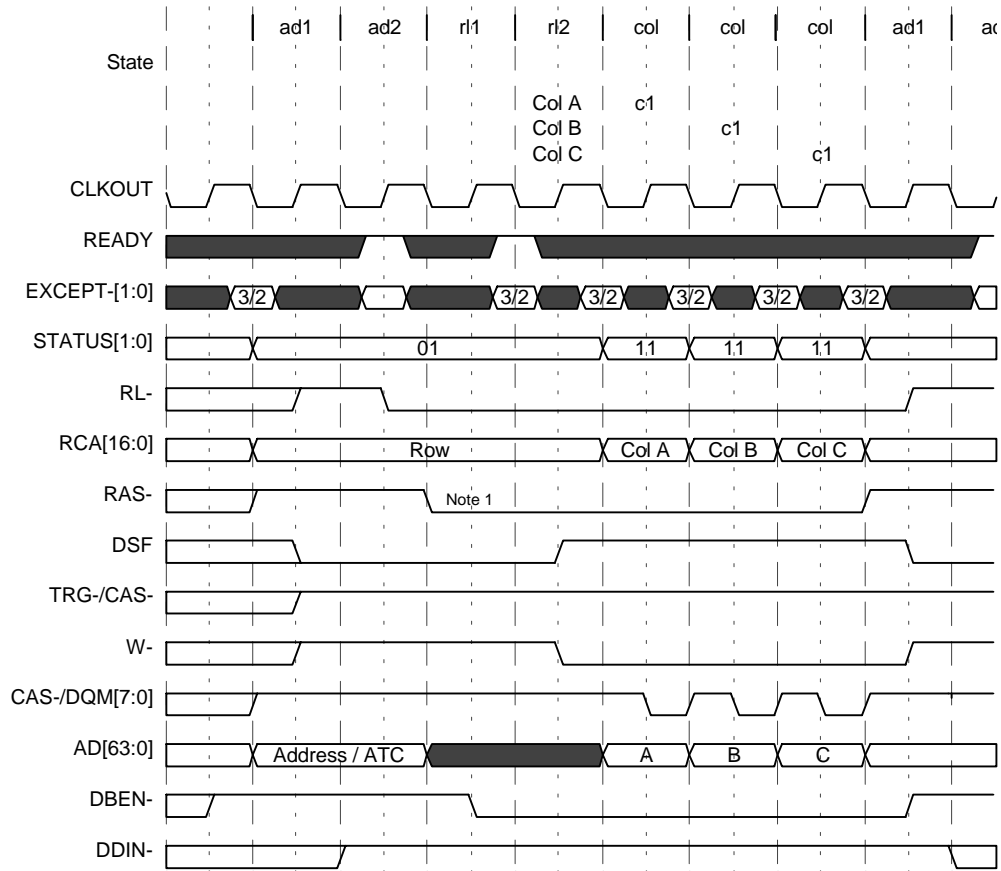 ad1 ad2 rl1 rl2 col col col ad1
State
Col A c1
Col B c1
Col C c1
CLKOUT
READY
EXCEPT-[1:0] 3/2 3/2 3/2 3/2 3/2 3/2
STATUS[1:0] 01 11 11 11
RL-
RCA[16:0] Row Col A Col B Col C
RAS- Note 1
DSF
TRG-/CAS-
W-
CAS-/DQM[7:0]
AD[63:0] Address / ATC A B C
DBEN-
DDIN-